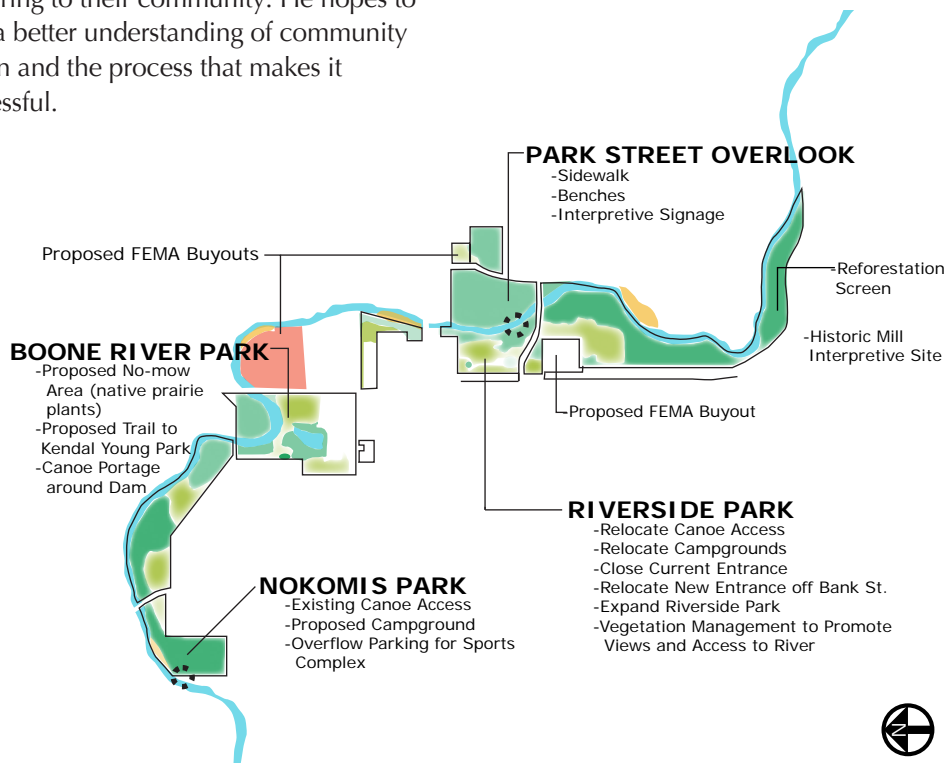 ring to their community. He hopes to
a better understanding of community
n and the process that makes it
essful.
PARK STREET OVERLOOK
-Sidewalk
-Benches
-Interpretive Signage
Proposed FEMA Buyouts
-Reforestation
Screen
-Historic Mill
Interpretive Site
BOONE RIVER PARK
-Proposed No-mow
Area (native prairie
plants)
-Proposed Trail to
Kendal Young Park
-Canoe Portage
around Dam
-Proposed FEMA Buyout
RIVERSIDE PARK
-Relocate Canoe Access
-Relocate Campgrounds
-Close Current Entrance
-Relocate New Entrance off Bank St.
-Expand Riverside Park
-Vegetation Management to Promote
Views and Access to River
NOKOMIS PARK
-Existing Canoe Access
-Proposed Campground
-Overflow Parking for Sports
Complex
N